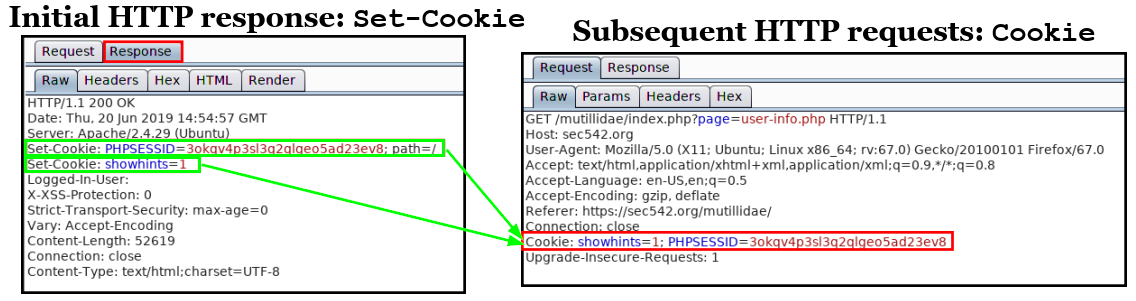 Initial HTTP response: Set-Cookie
Request Response
Raw Headers Hex HTML Render
HTTP/1.1 200 OK
Date: Thu, 20 Jun 2019 14:54:57 GMT
Server: Apache/2.4.29 (Ubuntu)
Set-Cookie: PHPSESSID=3okqv4p3sl3q2qlqeo5ad23ev8; path=/
Set-Cookie: showhints=1
Logged-In-User:
X-XSS-Protection: 0
Strict-Transport-Security: max-age=0
Vary: Accept-Encoding
Content-Length: 52619
Connection: close
Content-Type: text/html;charset=UTF-8
Subsequent HTTP requests: Cookie
Request Response
Raw Params Headers Hex
GET /mutillidae/index.php?page=user-info.php HTTP/1.1
Host: sec542.org
User-Agent: Mozilla/5.0 (X11; Ubuntu; Linux x86_64; rv:67.0) Gecko/20100101 Firefox/67.0
Accept: text/html,application/xhtml+xml,application/xml;q=0.9,*/*;q=0.8
Accept-Language: en-US,en;q=0.5
Accept-Encoding: gzip, deflate
Referer: https://sec542.org/mutillidae/
Connection: close
Cookie: showhints=1; PHPSESSID=3okqv4p3sl3q2qlqeo5ad23ev8
Upgrade-Insecure-Requests: 1